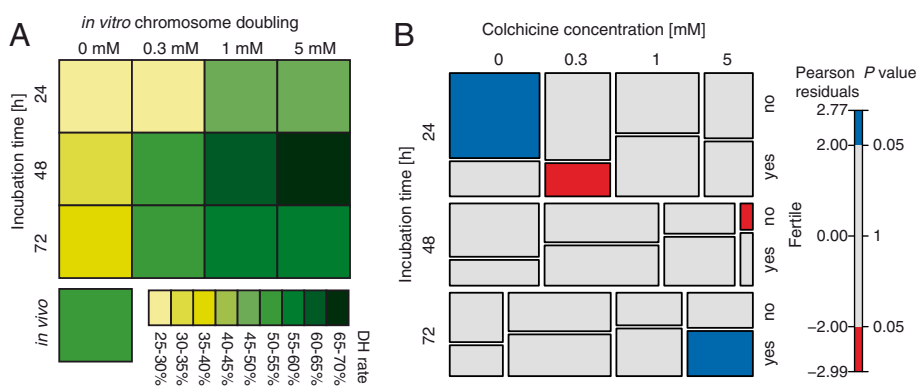 A
in vitro chromosome doubling
0 mM 0.3 mM 1 mM 5 mM
Incubation time [h]
24
48
72
in vivo
25-30%
30-35%
35-40%
40-45%
45-50%
50-55%
55-60%
60-65%
65-70%
DH rate
B
Colchicine concentration [mM]
0 0.3 1 5
Incubation time [h]
24
48
72
no
yes
no
yes
no
yes
Fertile
Pearson residuals
P value
2.77
2.00 0.05
0.00 1
−2.00 0.05
−2.99